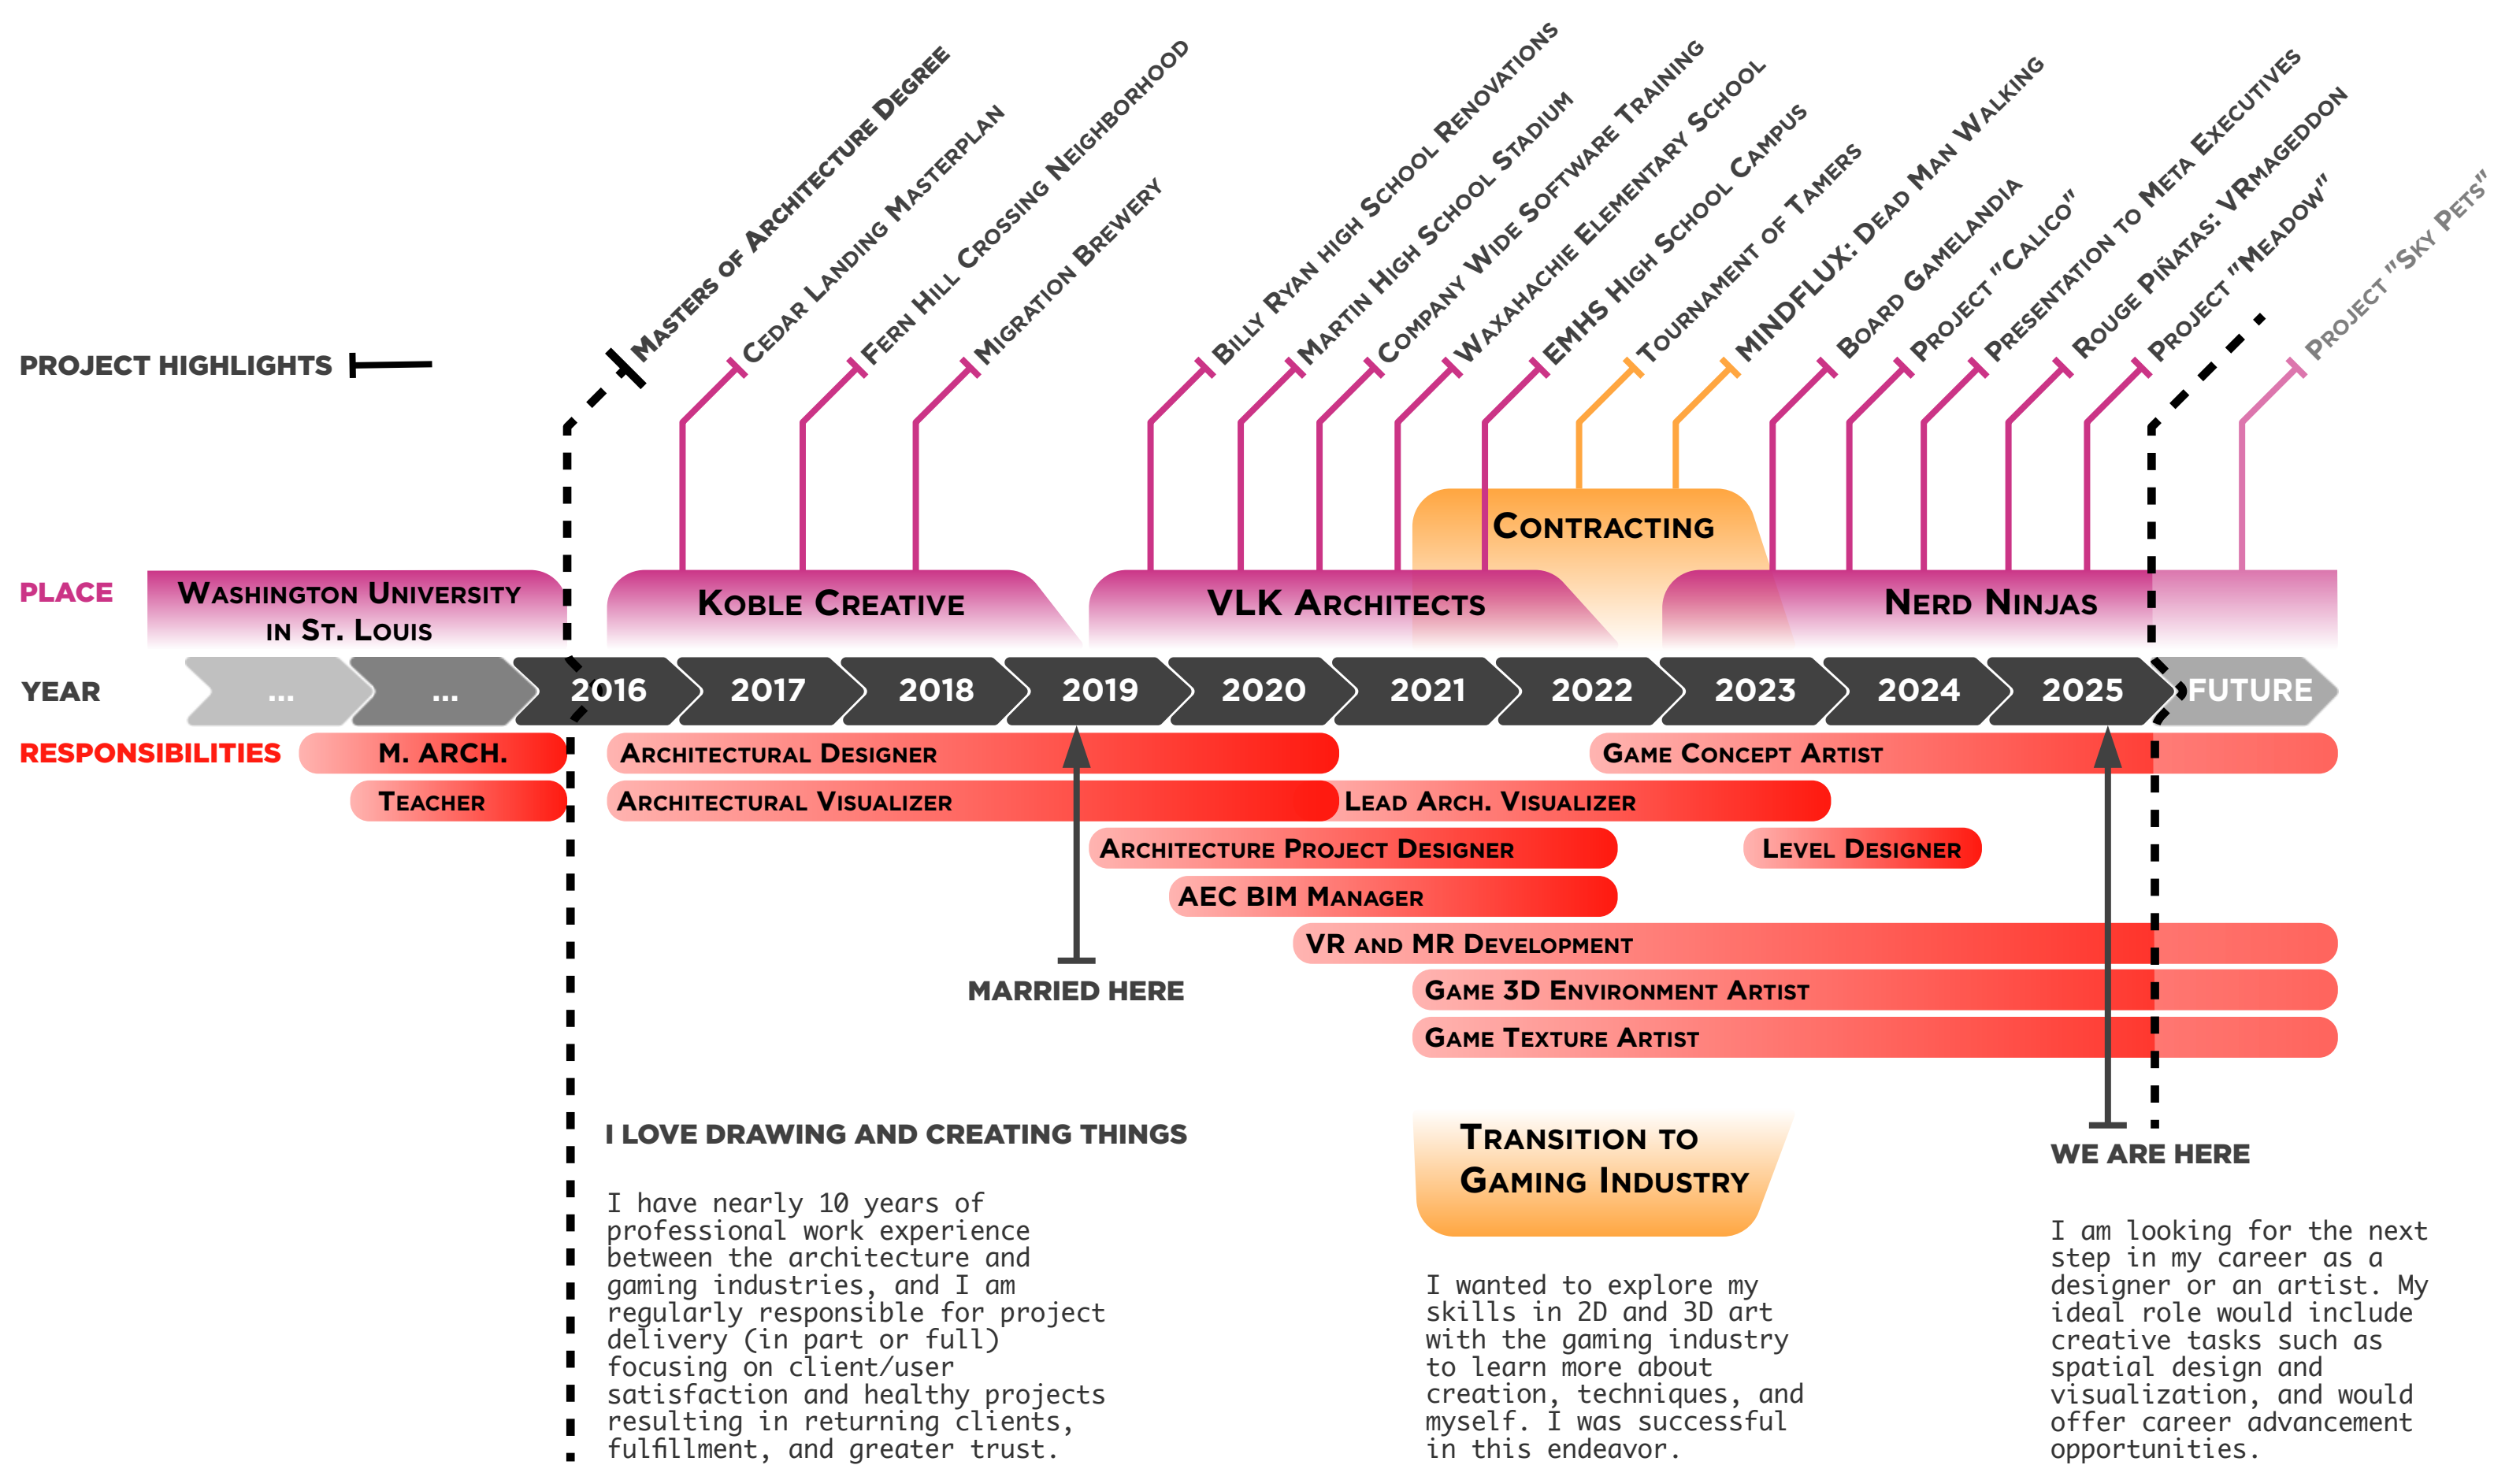 Masters of Architecture Degree
Cedar Landing Masterplan
Fern Hill Crossing Neighborhood
Migration Brewery
Billy Ryan high School Renovations
Martin High School Stadium
Company Wide Software Training
Waxahachie Elementary School
EMHS High School Campus
Tournament of Tamers
MINDFLUX: Dead Man Walking
Board Gamelandia
Project "Calico"
Presentation to Meta Executives
Rouge Piñatas: VRmageddon
Project "Meadow"
Project "Sky Pets"
PROJECT HIGHLIGHTS
Contracting
PLACE
Washington University
in St. Louis
Koble Creative
VLK Architects
Nerd Ninjas
YEAR
...
...
2016
2017
2018
2019
2020
2021
2022
2023
2024
2025
FUTURE
RESPONSIBILITIES
M. ARCH.
Architectural Designer
Game Concept Artist
Teacher
Architectural Visualizer
Lead Arch. Visualizer
Architecture Project Designer
Level Designer
AEC BIM Manager
VR and MR Development
MARRIED HERE
Game 3D Environment Artist
Game Texture Artist
I LOVE DRAWING AND CREATING THINGS
I have nearly 10 years of
professional work experience
between the architecture and
gaming industries, and I am
regularly responsible for project
delivery (in part or full)
focusing on client/user
satisfaction and healthy projects
resulting in returning clients,
fulfillment, and greater trust.
Transition to
Gaming Industry
I wanted to explore my
skills in 2D and 3D art
with the gaming industry
to learn more about
creation, techniques, and
myself. I was successful
in this endeavor.
WE ARE HERE
I am looking for the next
step in my career as a
designer or an artist. My
ideal role would include
creative tasks such as
spatial design and
visualization, and would
offer career advancement
opportunities.